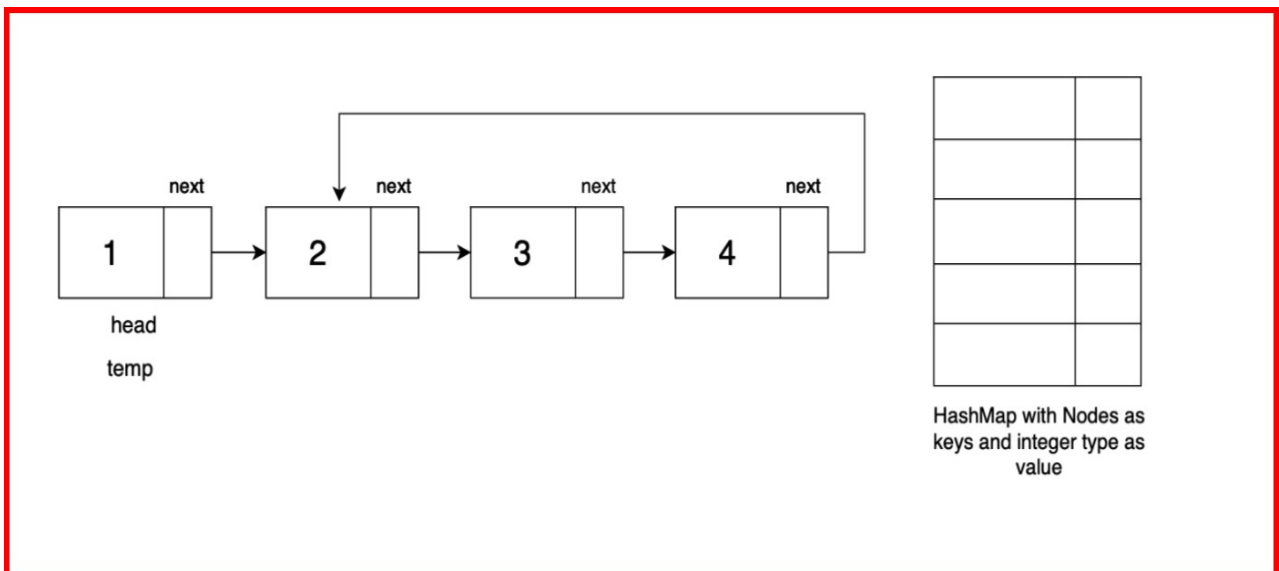 next
next
next
next
1
2
3
4
head
temp
HashMap with Nodes as
keys and integer type as
value